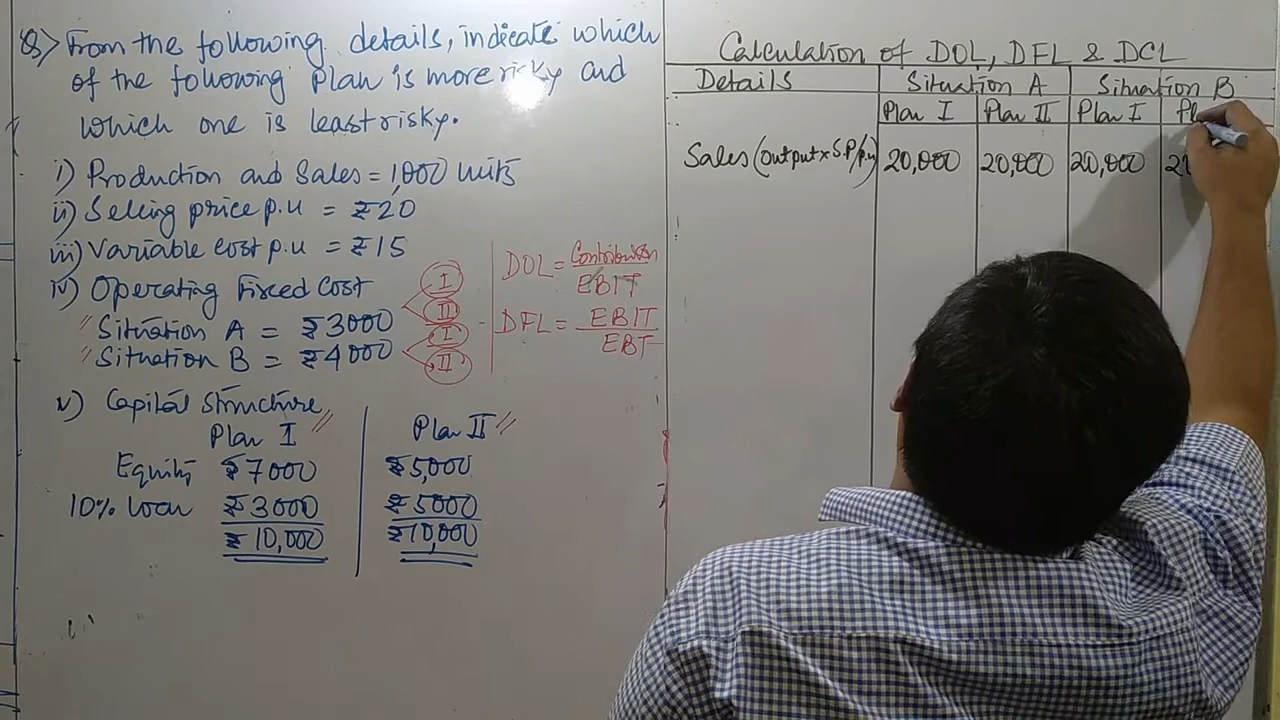 Q> From the following details, indicate which
of the following Plan is more risky and
which one is least risky.
i) Production and Sales = 1,000 units
ii) Selling price p.u = ₹20
iii) Variable cost p.u = ₹15
iv) Operating Fixed Cost
" Situation A = ₹3000
" Situation B = ₹4000
I
II
I
II
DOL = Contribution
EBIT
DFL = EBIT
EBT
v) Capital Structure
Plan I Plan II
Equity ₹7000 ₹5,000
10% Loan ₹3000 ₹5000
₹10,000 ₹10,000
Calculation of DOL, DFL & DCL
Details Situation A Situation B
Plan I Plan II Plan I
Sales (output x S.P/p.u) 20,000 20,000 20,000